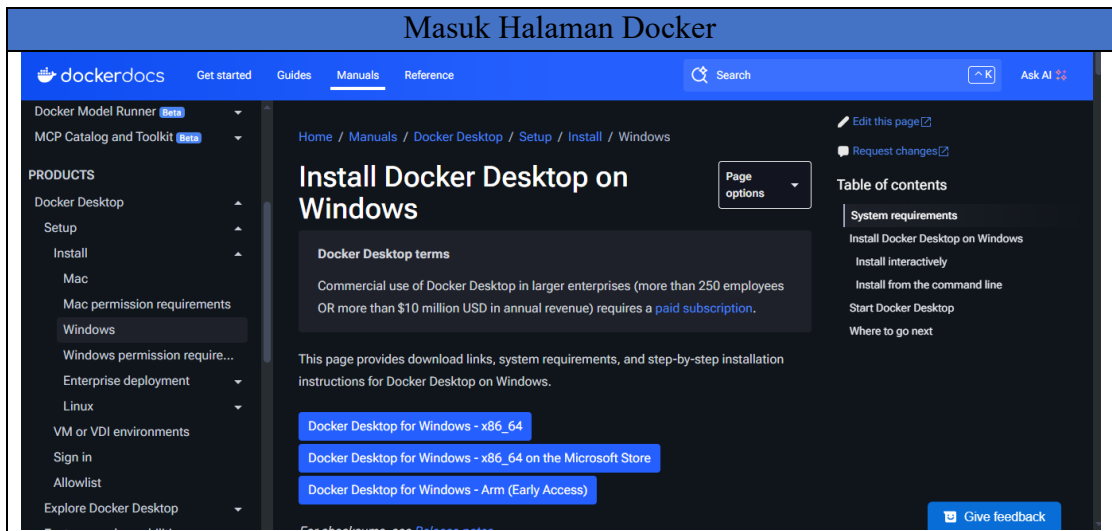 Masuk Halaman Docker
dockerdocs
Get started
Guides
Manuals
Reference
Search
^ K
Ask AI
Docker Model Runner Beta
MCP Catalog and Toolkit Beta
PRODUCTS
Docker Desktop
Setup
Install
Mac
Mac permission requirements
Windows
Windows permission require...
Enterprise deployment
Linux
VM or VDI environments
Sign in
Allowlist
Explore Docker Desktop
Home / Manuals / Docker Desktop / Setup / Install / Windows
Install Docker Desktop on
Windows
Page
options
Docker Desktop terms
Commercial use of Docker Desktop in larger enterprises (more than 250 employees
OR more than $10 million USD in annual revenue) requires a paid subscription.
This page provides download links, system requirements, and step-by-step installation
instructions for Docker Desktop on Windows.
Docker Desktop for Windows - x86_64
Docker Desktop for Windows - x86_64 on the Microsoft Store
Docker Desktop for Windows - Arm (Early Access)
For checksums, see Release notes
Edit this page
Request changes
Table of contents
System requirements
Install Docker Desktop on Windows
Install interactively
Install from the command line
Start Docker Desktop
Where to go next
Give feedback